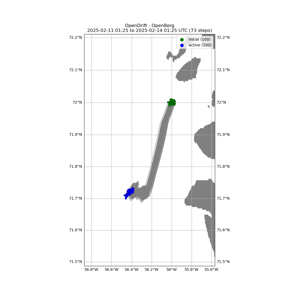 OpenDrift - OpenBerg
2025-02-11 01:25 to 2025-02-14 01:25 UTC (73 steps)
72.2°N 72.2°N
initial (100)
active (100)
72.1°N 72.1°N
72°N 72°N
71.9°N 71.9°N
71.8°N 71.8°N
71.7°N 71.7°N
71.6°N 71.6°N
71.5°N 71.5°N
56.8°W 56.6°W 56.4°W 56.2°W 56°W 55.8°W 55.6°W